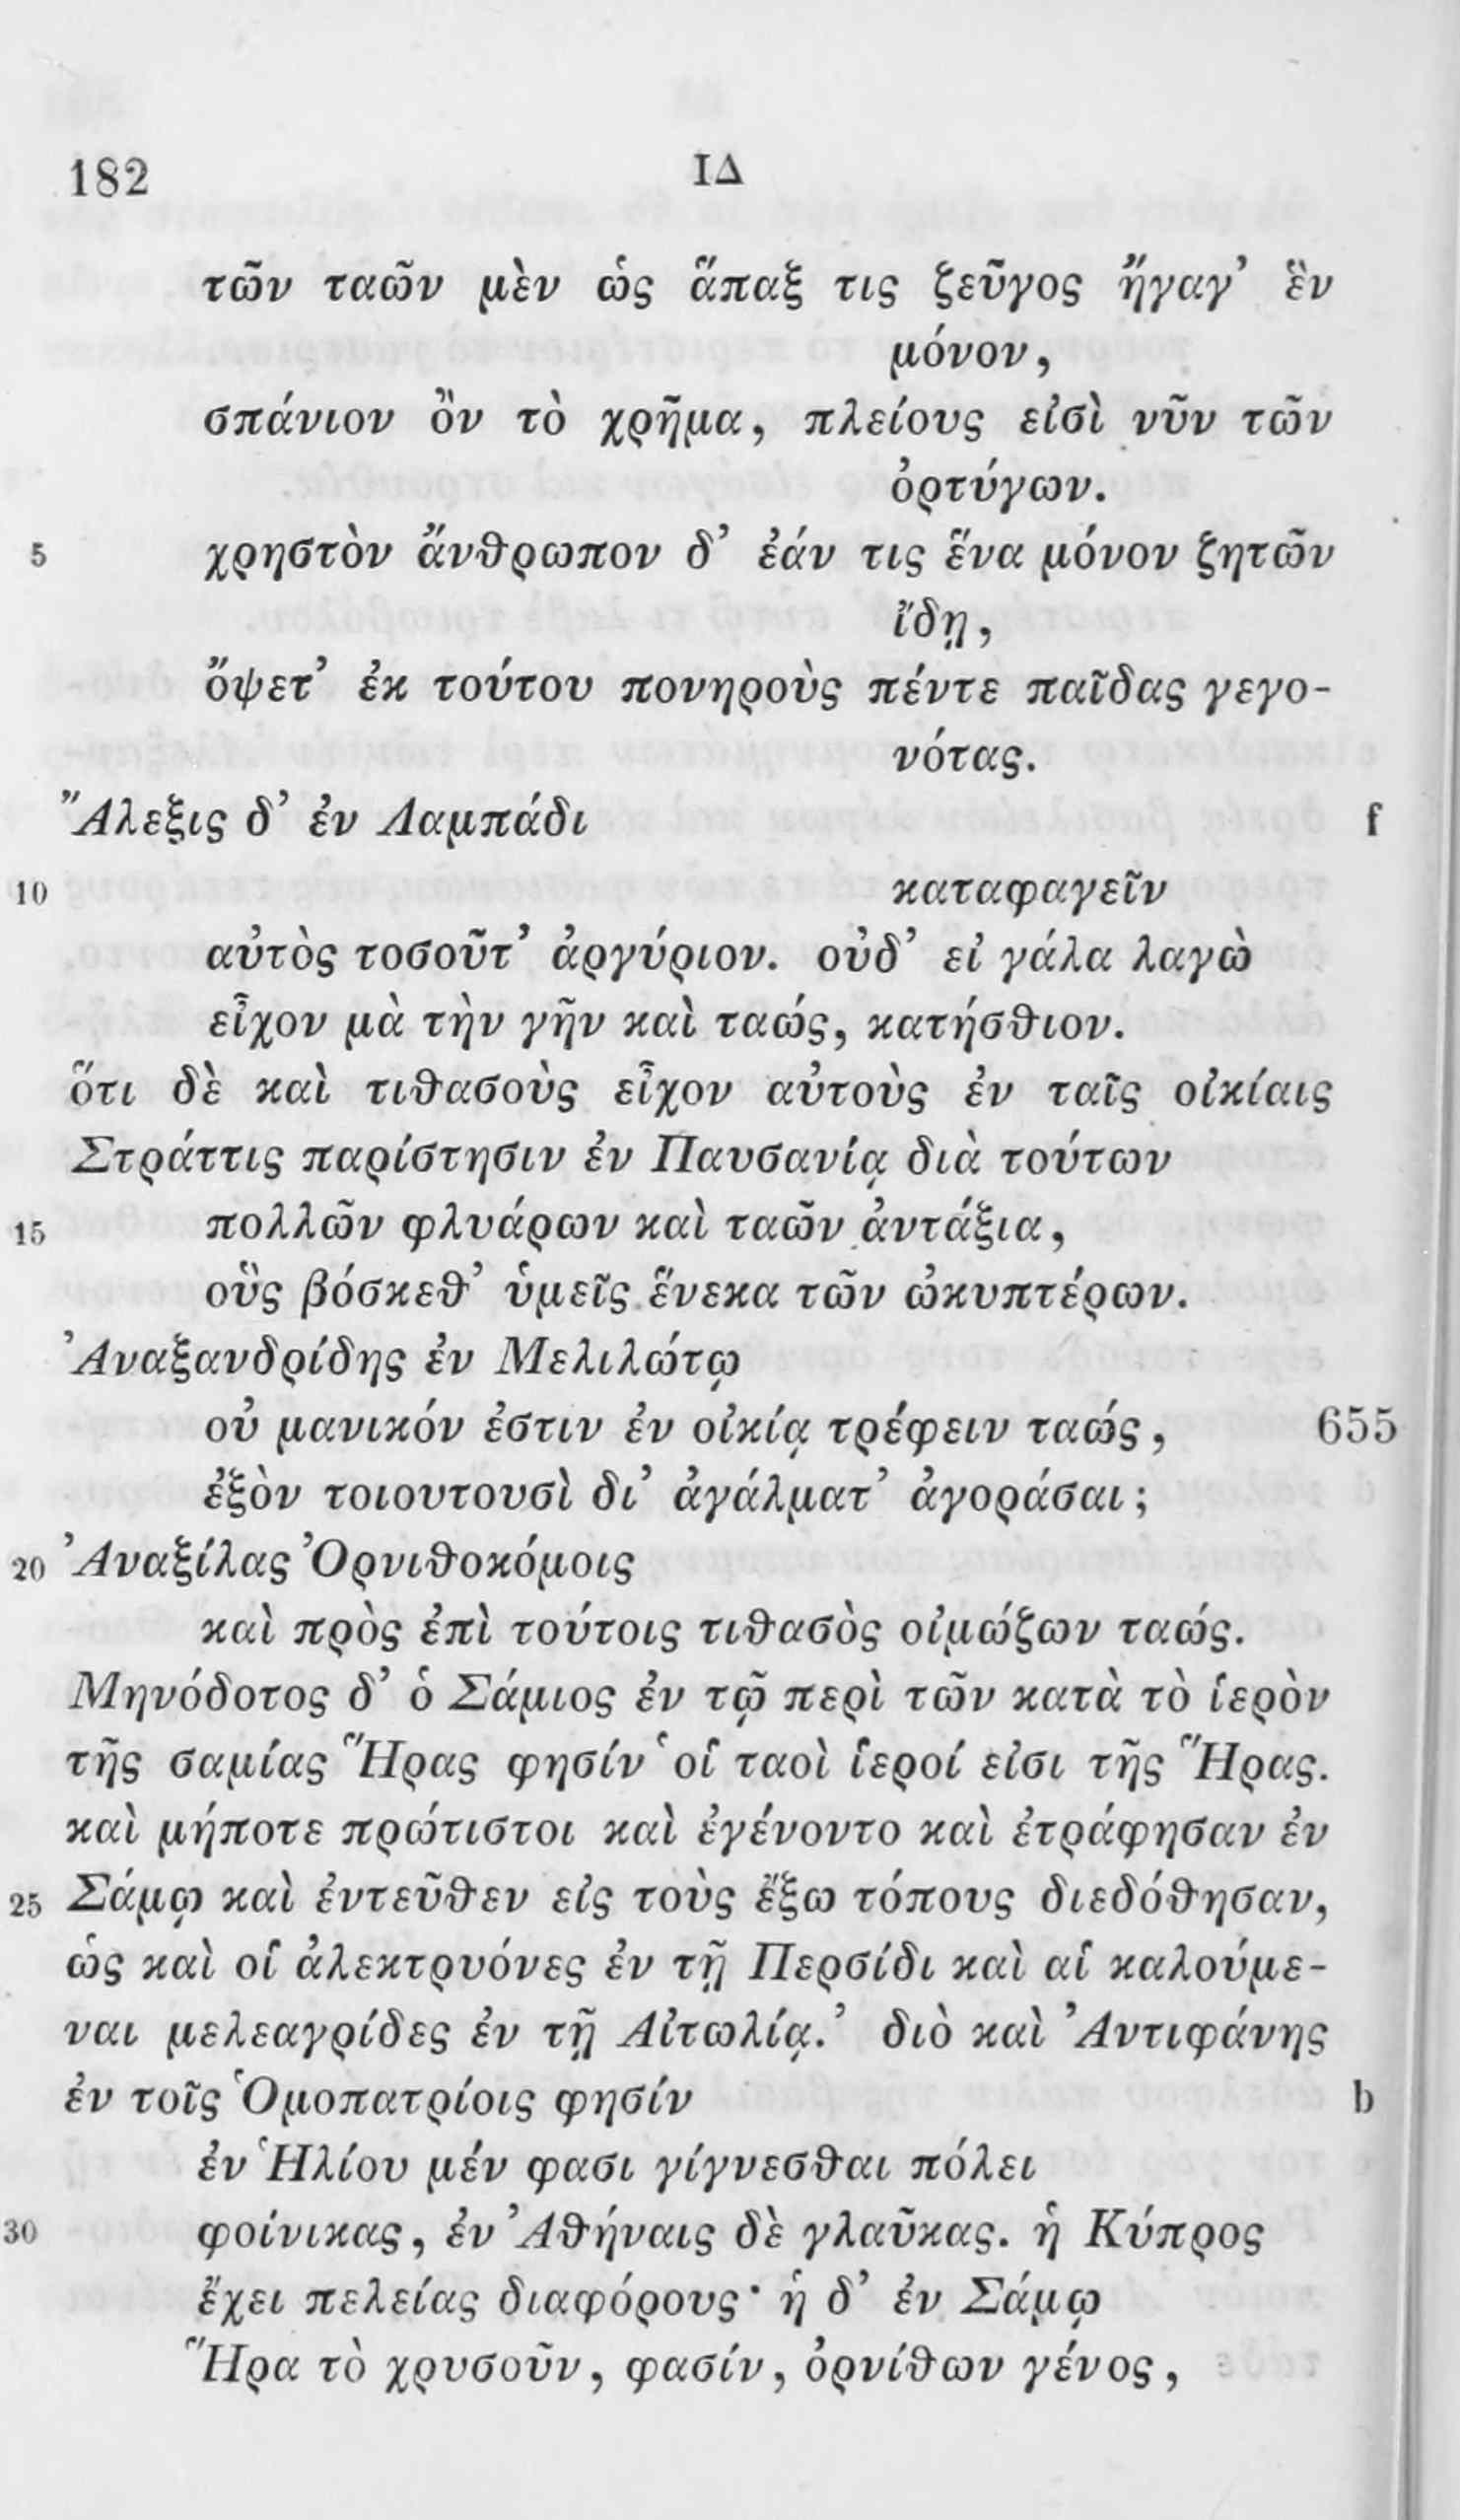 182 ΙΔ
τῶν ταῶν μὲν ὡς ἅπαξ τις ζεῦγος ἤγαγ’ ἓν
μόνον,
σπάνιον ὂν τὸ χρῆμα, πλείους εἰσὶ νῦν τῶν
ὀρτύγων.
5 χρηστὸν ἄνθρωπον δ’ ἐάν τις ἕνα μόνον ζητῶν
ἴδῃ,
ὄψετ’ ἐκ τούτου πονηροὺς πέντε παῖδας γεγο-
νότας.
Ἄλεξις δ’ ἐν Λαμπάδι f
10 καταφαγεῖν
αὐτὸς τοσοῦτ’ ἀργύριον. οὐδ’ εἰ γάλα λαγὼ
εἶχον μὰ τὴν γῆν καὶ ταώς, κατήσθιον.
ὅτι δὲ καὶ τιθασοὺς εἶχον αὐτοὺς ἐν ταῖς οἰκίαις
Στράττις παρίστησιν ἐν Παυσανίᾳ διὰ τούτων
15 πολλῶν φλυάρων καὶ ταῶν ἀντάξια,
οὓς βόσκεθ’ ὑμεῖς ἕνεκα τῶν ὠκυπτέρων.
Ἀναξανδρίδης ἐν Μελιλώτῳ
οὐ μανικόν ἐστιν ἐν οἰκίᾳ τρέφειν ταώς, 655
ἐξὸν τοιουτουσὶ δι’ ἀγάλματ’ ἀγοράσαι;
20 Ἀναξίλας Ὀρνιθοκόμοις
καὶ πρὸς ἐπὶ τούτοις τιθασὸς οἰμώζων ταώς.
Μηνόδοτος δ’ ὁ Σάμιος ἐν τῷ περὶ τῶν κατὰ τὸ ἱερὸν
τῆς σαμίας Ἥρας φησίν ‘οἱ ταοὶ ἱεροί εἰσι τῆς Ἥρας.
καὶ μήποτε πρώτιστοι καὶ ἐγένοντο καὶ ἐτράφησαν ἐν
25 Σάμῳ καὶ ἐντεῦθεν εἰς τοὺς ἔξω τόπους διεδόθησαν,
ὡς καὶ οἱ ἀλεκτρυόνες ἐν τῇ Περσίδι καὶ αἱ καλούμε-
ναι μελεαγρίδες ἐν τῇ Αἰτωλίᾳ.’ διὸ καὶ Ἀντιφάνης
ἐν τοῖς Ὁμοπατρίοις φησίν b
ἐν Ἡλίου μέν φασι γίγνεσθαι πόλει
30 φοίνικας, ἐν Ἀθήναις δὲ γλαῦκας. ἡ Κύπρος
ἔχει πελείας διαφόρους· ἡ δ’ ἐν Σάμῳ
Ἥρα τὸ χρυσοῦν, φασίν, ὀρνίθων γένος,